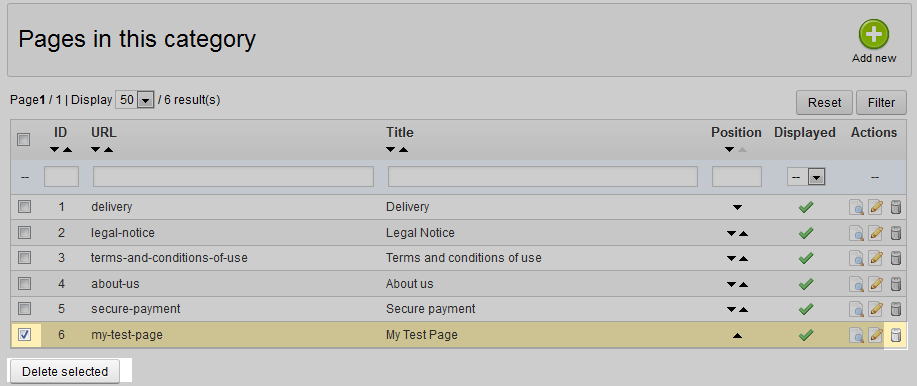 Pages in this category
Add new
Page1 / 1 | Display 50 / 6 result(s)
Reset Filter
ID URL Title Position Displayed Actions
-- -- --
1 delivery Delivery
2 legal-notice Legal Notice
3 terms-and-conditions-of-use Terms and conditions of use
4 about-us About us
5 secure-payment Secure payment
6 my-test-page My Test Page
Delete selected